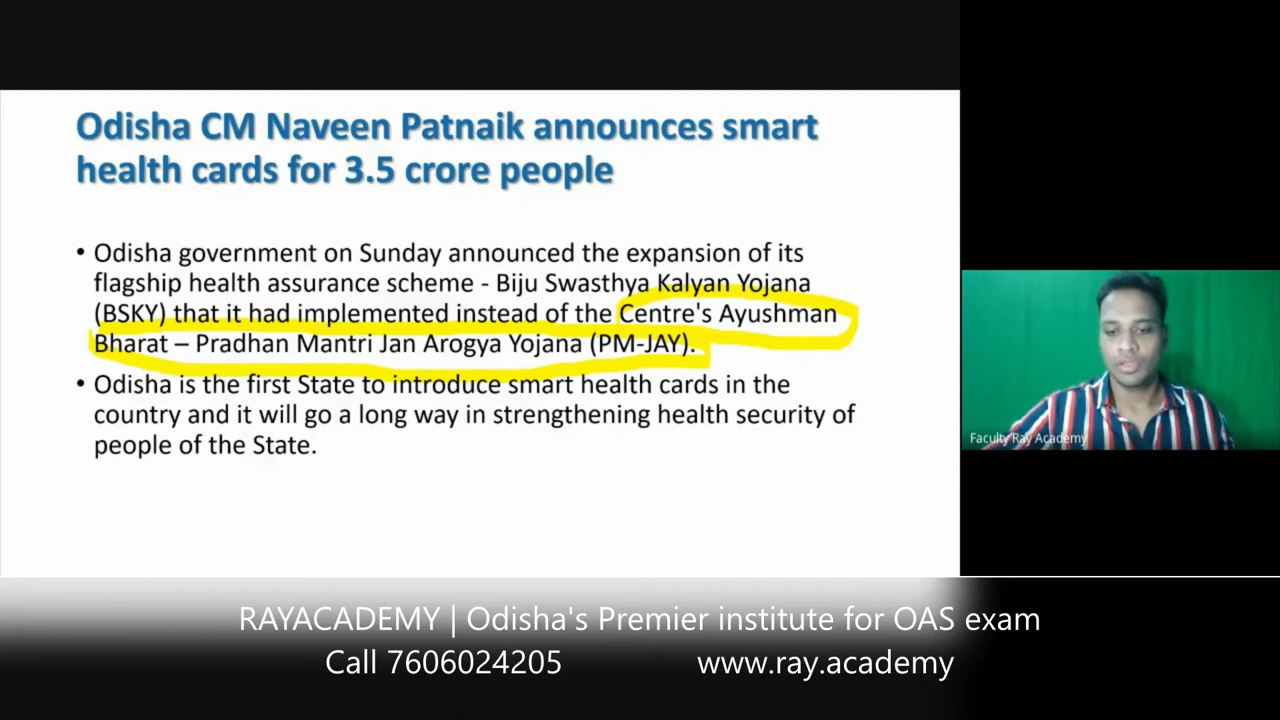 Odisha CM Naveen Patnaik announces smart
health cards for 3.5 crore people
• Odisha government on Sunday announced the expansion of its
flagship health assurance scheme - Biju Swasthya Kalyan Yojana
(BSKY) that it had implemented instead of the Centre's Ayushman
Bharat – Pradhan Mantri Jan Arogya Yojana (PM-JAY).
• Odisha is the first State to introduce smart health cards in the
country and it will go a long way in strengthening health security of
people of the State.
Faculty Ray Academy
RAYACADEMY | Odisha's Premier institute for OAS exam
Call 7606024205 www.ray.academy